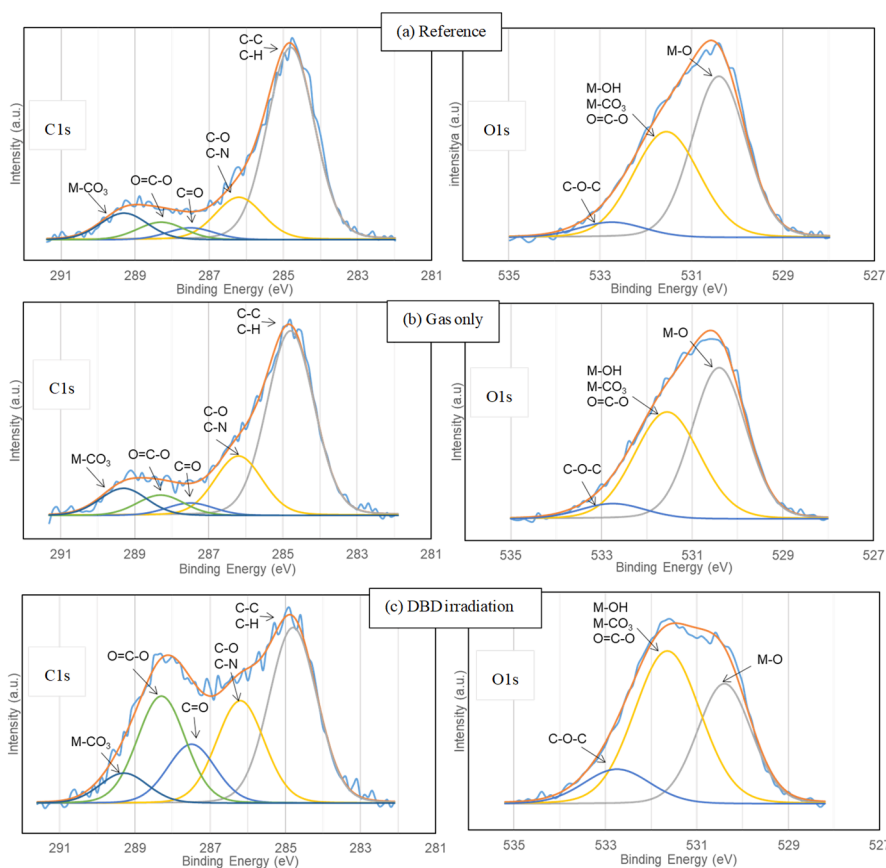 (a) Reference
C1s
Intensity (a.u.)
C-C
C-H
C-O
C-N
C=O
O=C-O
M-CO3
291 289 287 285 283 281
Binding Energy (eV)
O1s
intensitya (a.u.)
M-O
M-OH
M-CO3
O=C-O
C-O-C
535 533 531 529 527
Binding Energy (eV)
(b) Gas only
C1s
Intensity (a.u.)
C-C
C-H
C-O
C-N
C=O
O=C-O
M-CO3
291 289 287 285 283 281
Binding Energy (eV)
O1s
Intensity (a.u)
M-O
M-OH
M-CO3
O=C-O
C-O-C
535 533 531 529 527
Binding Energy (eV)
(c) DBD irradiation
C1s
Intensity (a.u.)
C-C
C-H
C-O
C-N
C=O
O=C-O
M-CO3
291 289 287 285 283 281
Binding Energy (eV)
O1s
Intensity (a.u.)
M-OH
M-CO3
O=C-O
M-O
C-O-C
535 533 531 529
Binding Energy (eV)